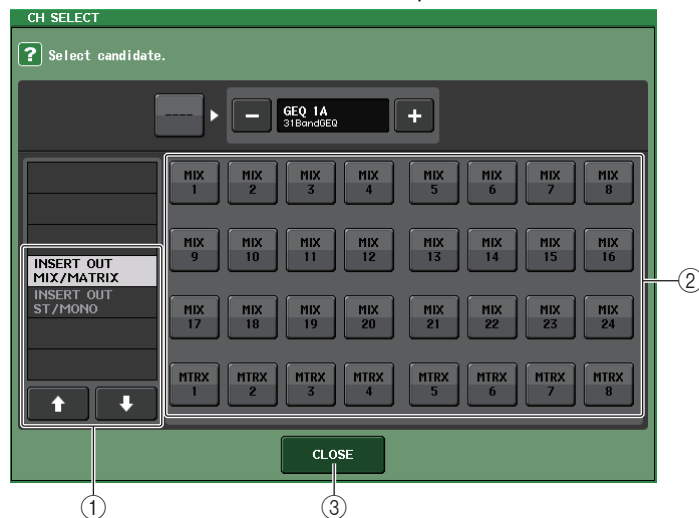 CH SELECT
? Select candidate.
----
−
GEQ 1A
31BandGEQ
+
MIX 1
MIX 2
MIX 3
MIX 4
MIX 5
MIX 6
MIX 7
MIX 8
MIX 9
MIX 10
MIX 11
MIX 12
MIX 13
MIX 14
MIX 15
MIX 16
INSERT OUT
MIX/MATRIX
INSERT OUT
ST/MONO
MIX 17
MIX 18
MIX 19
MIX 20
MIX 21
MIX 22
MIX 23
MIX 24
MTRX 1
MTRX 2
MTRX 3
MTRX 4
MTRX 5
MTRX 6
MTRX 7
MTRX 8
②
CLOSE
①
③